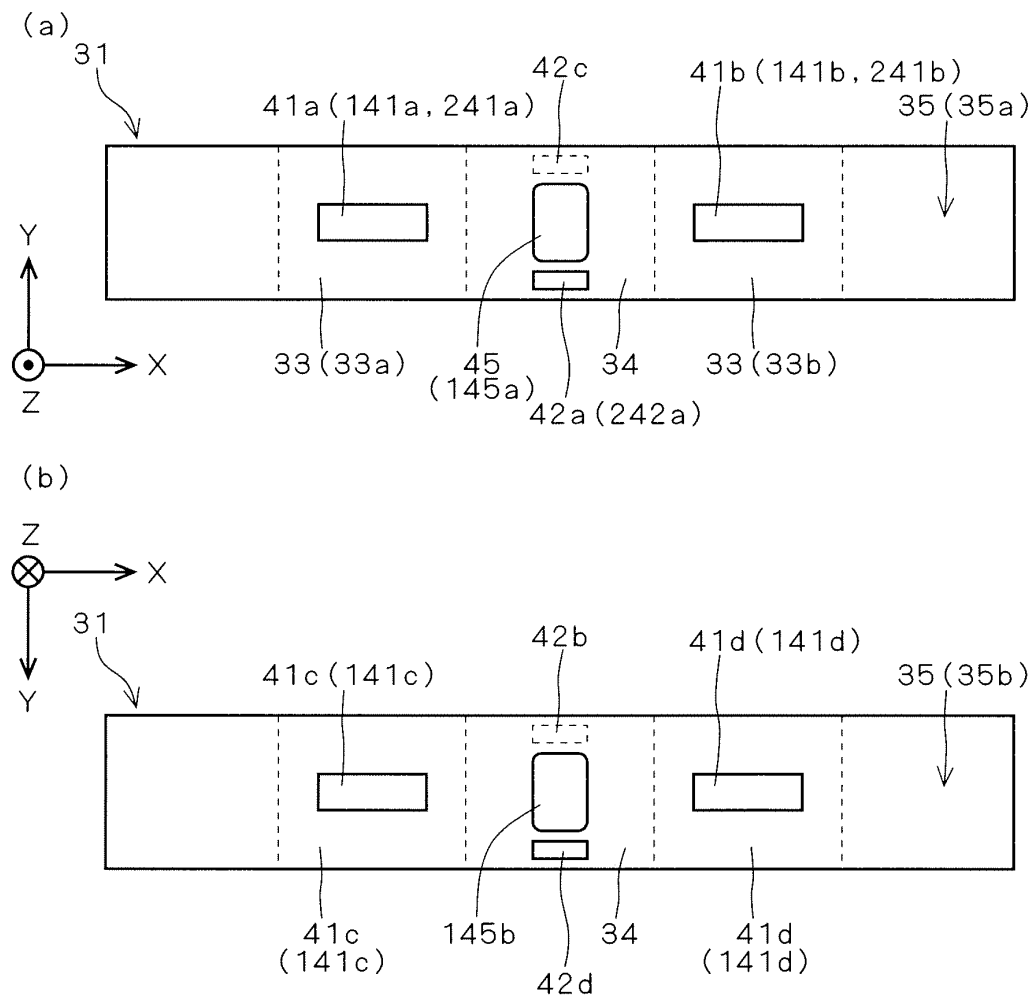 (a)
31
42c
41a(141a,241a)
41b(141b,241b)
35(35a)
Y
X
Z
33(33a)
45
(145a)
34
33(33b)
42a(242a)
(b)
Z
X
Y
31
42b
41c(141c)
41d(141d)
35(35b)
41c
(141c)
145b
34
41d
(141d)
42d